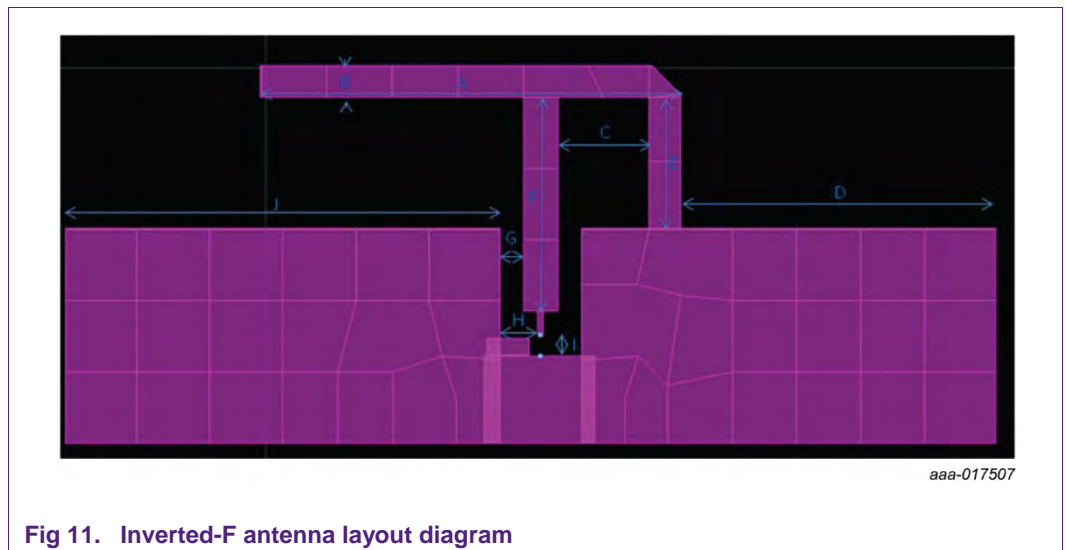 B
A
C
E
F
D
J
G
H
I
aaa-017507
Fig 11. Inverted-F antenna layout diagram